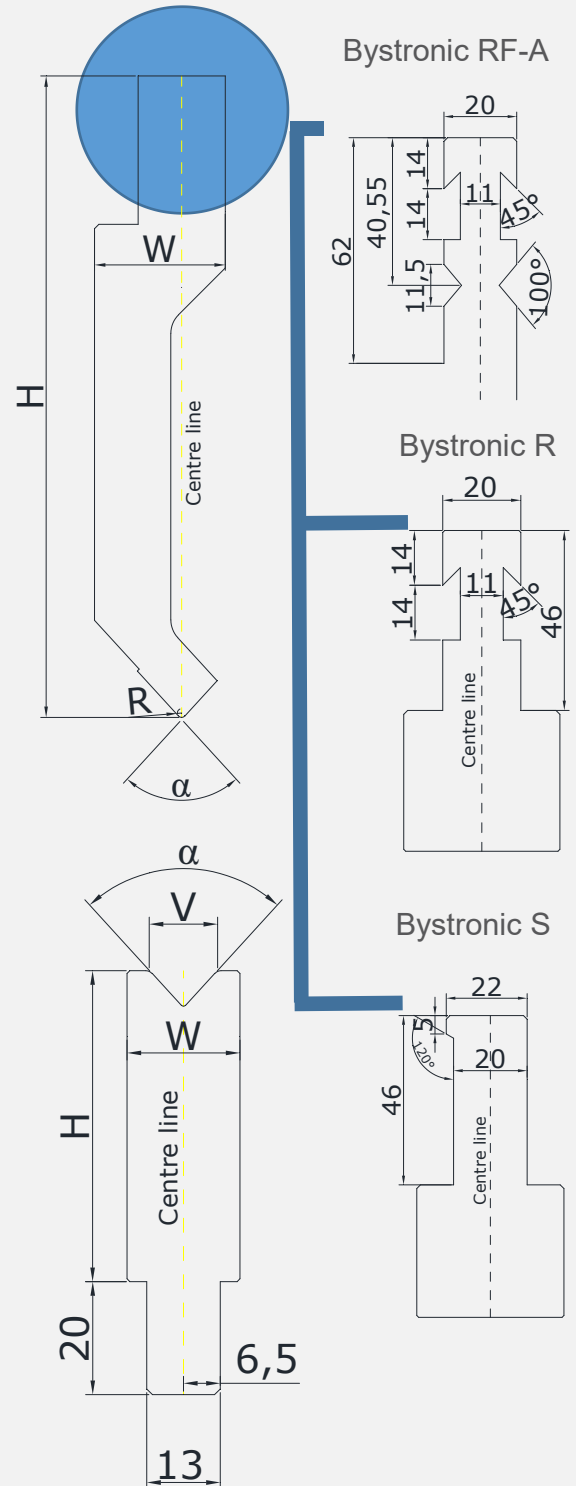 Bystronic RF-A
20
14
14
40,55
62
11
45°
11,5
100°
W
H
Centre line
R
α
Bystronic R
20
14
14
11
45°
46
Centre line
α
V
W
H
Centre line
20
6,5
13
Bystronic S
22
5
120°
20
46
Centre line